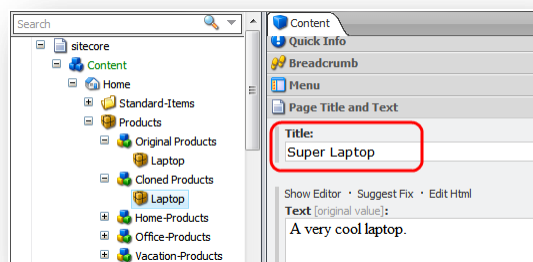 Search
sitecore
Content
Home
Standard-Items
Products
Original Products
Laptop
Cloned Products
Laptop
Home-Products
Office-Products
Vacation-Products
Content
Quick Info
Breadcrumb
Menu
Page Title and Text
Title:
Super Laptop
Show Editor · Suggest Fix · Edit Html
Text [original value]:
A very cool laptop.